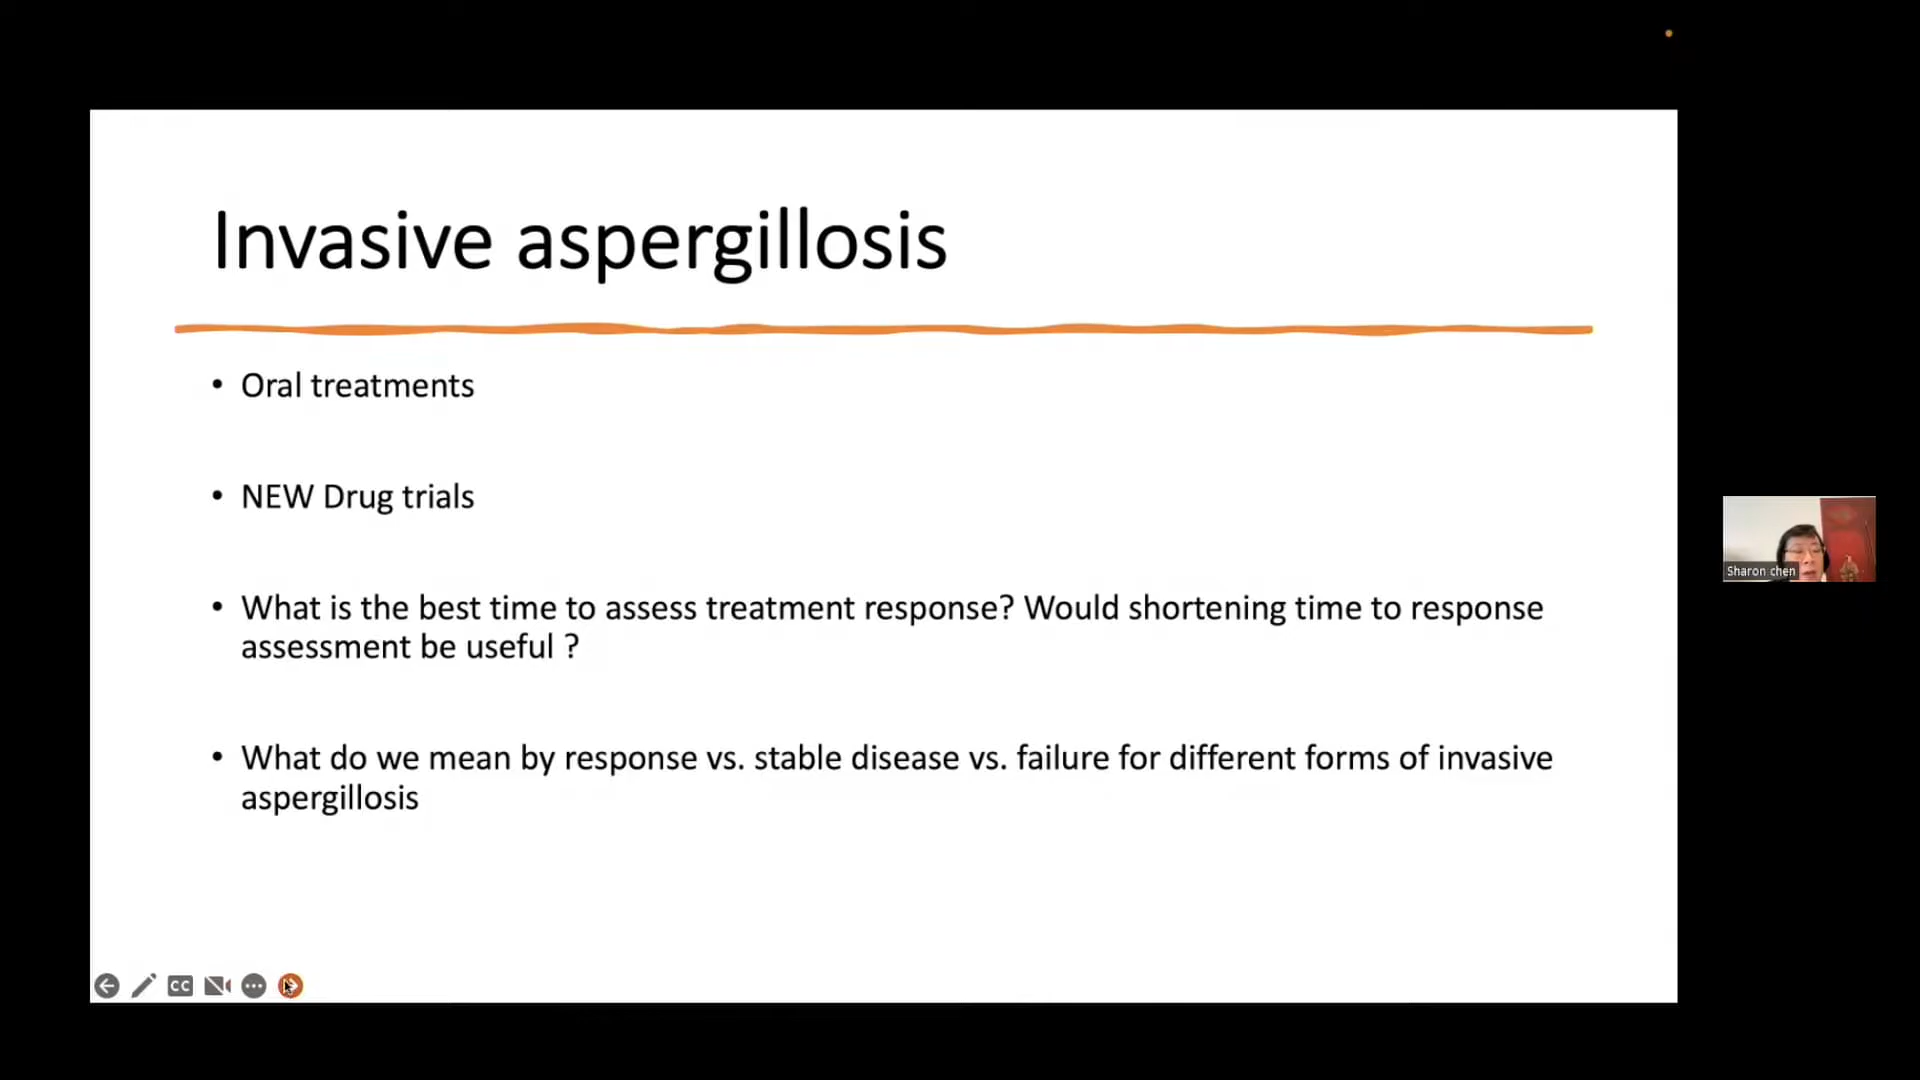 Invasive aspergillosis
• Oral treatments
• NEW Drug trials
• What is the best time to assess treatment response? Would shortening time to response
assessment be useful ?
• What do we mean by response vs. stable disease vs. failure for different forms of invasive
aspergillosis
Sharon chen
CC